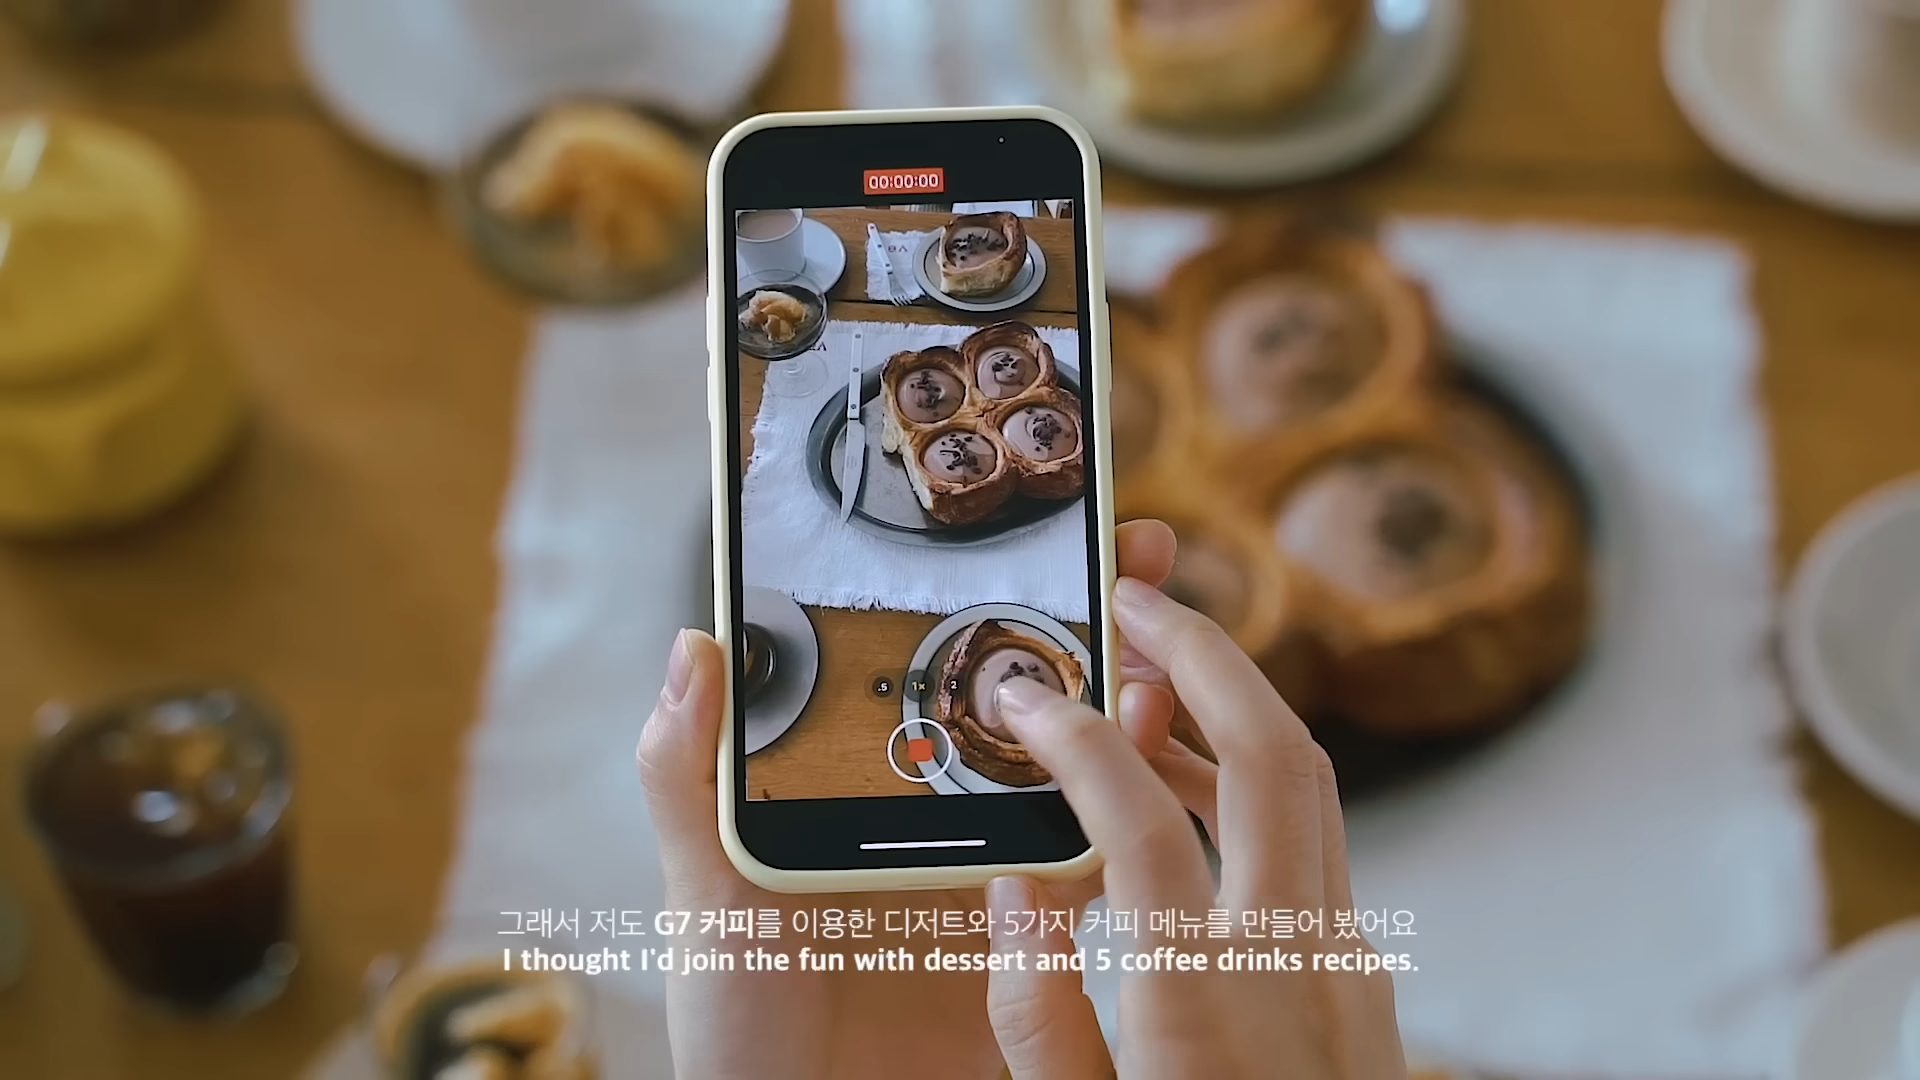 00:00:00
.5 1x 2
그래서 저도 G7 커피를 이용한 디저트와 5가지 커피 메뉴를 만들어 봤어요
I thought I'd join the fun with dessert and 5 coffee drinks recipes.